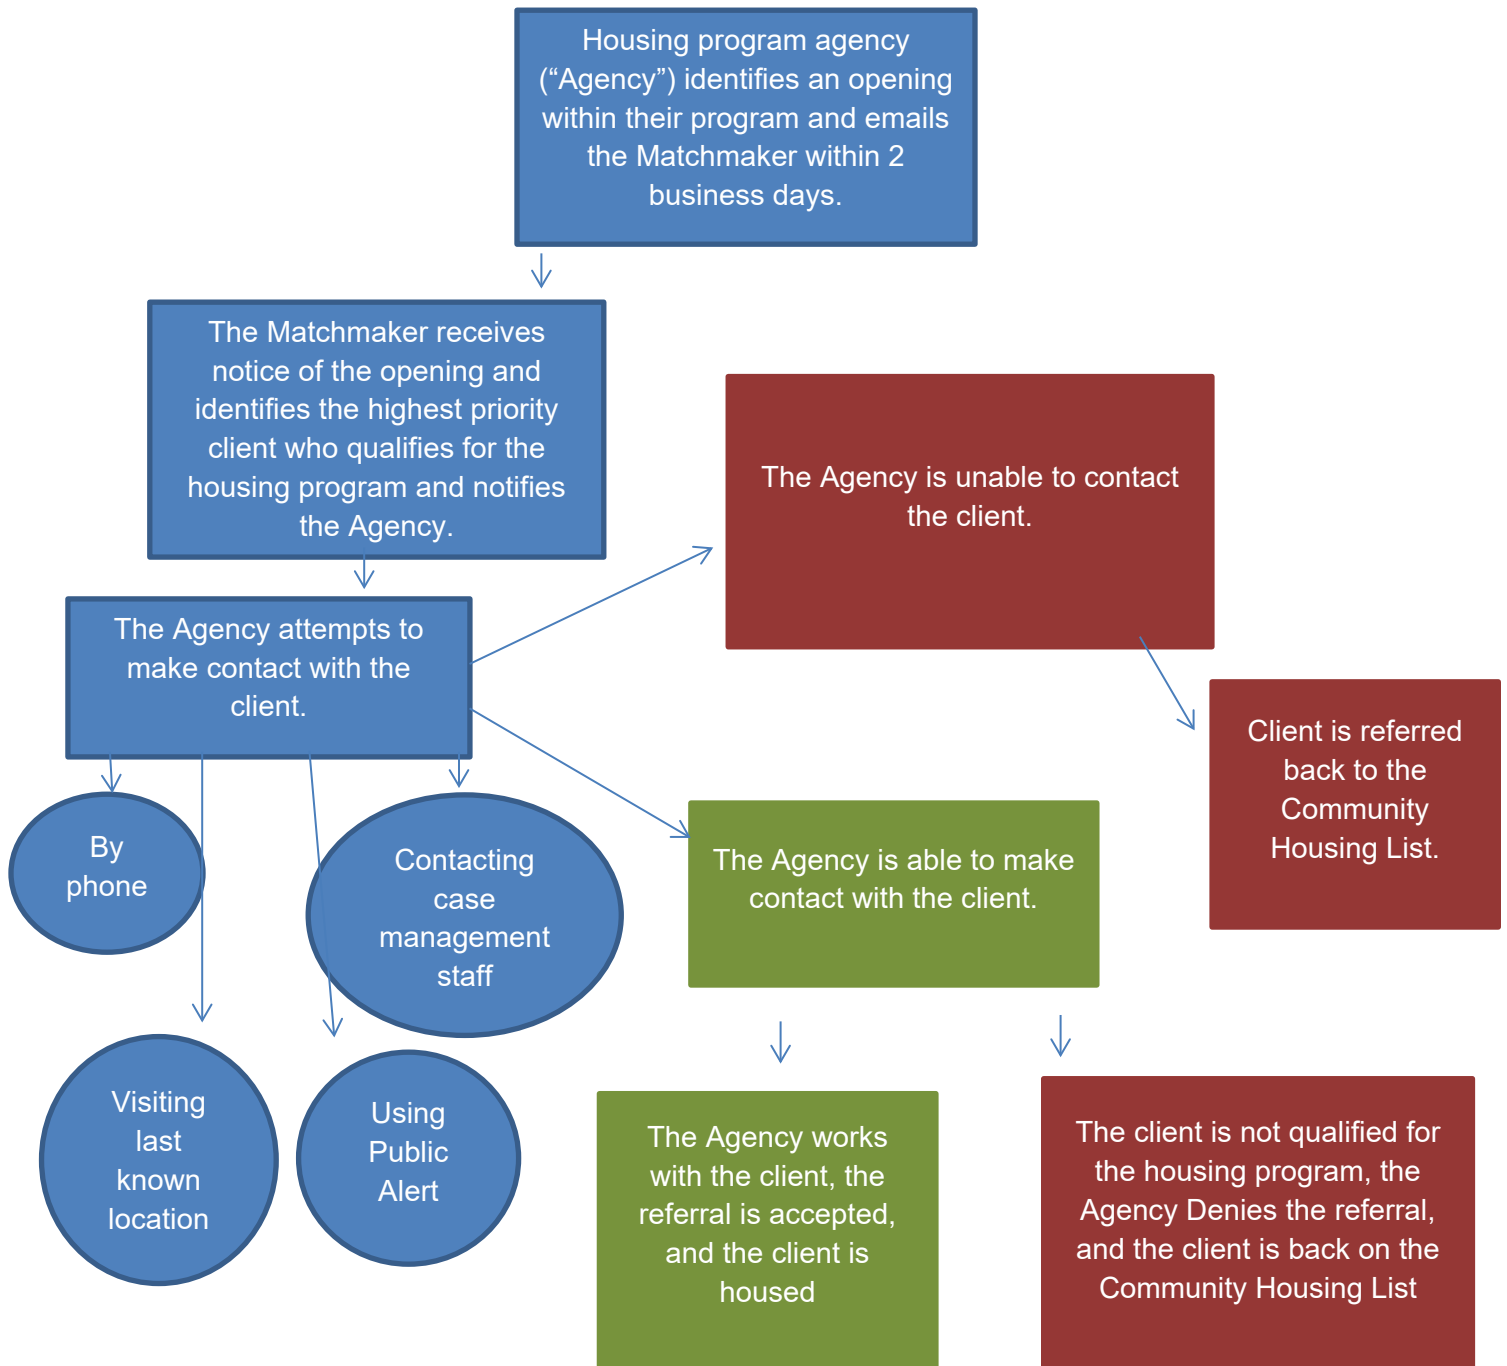 Housing program agency
(“Agency”) identifies an opening
within their program and emails
the Matchmaker within 2
business days.
The Matchmaker receives
notice of the opening and
identifies the highest priority
client who qualifies for the
housing program and notifies
the Agency.
The Agency is unable to contact
the client.
The Agency attempts to
make contact with the
client.
Client is referred
back to the
Community
Housing List.
By
phone
Contacting
case
management
staff
The Agency is able to make
contact with the client.
Visiting
last
known
location
Using
Public
Alert
The Agency works
with the client, the
referral is accepted,
and the client is
housed
The client is not qualified for
the housing program, the
Agency Denies the referral,
and the client is back on the
Community Housing List